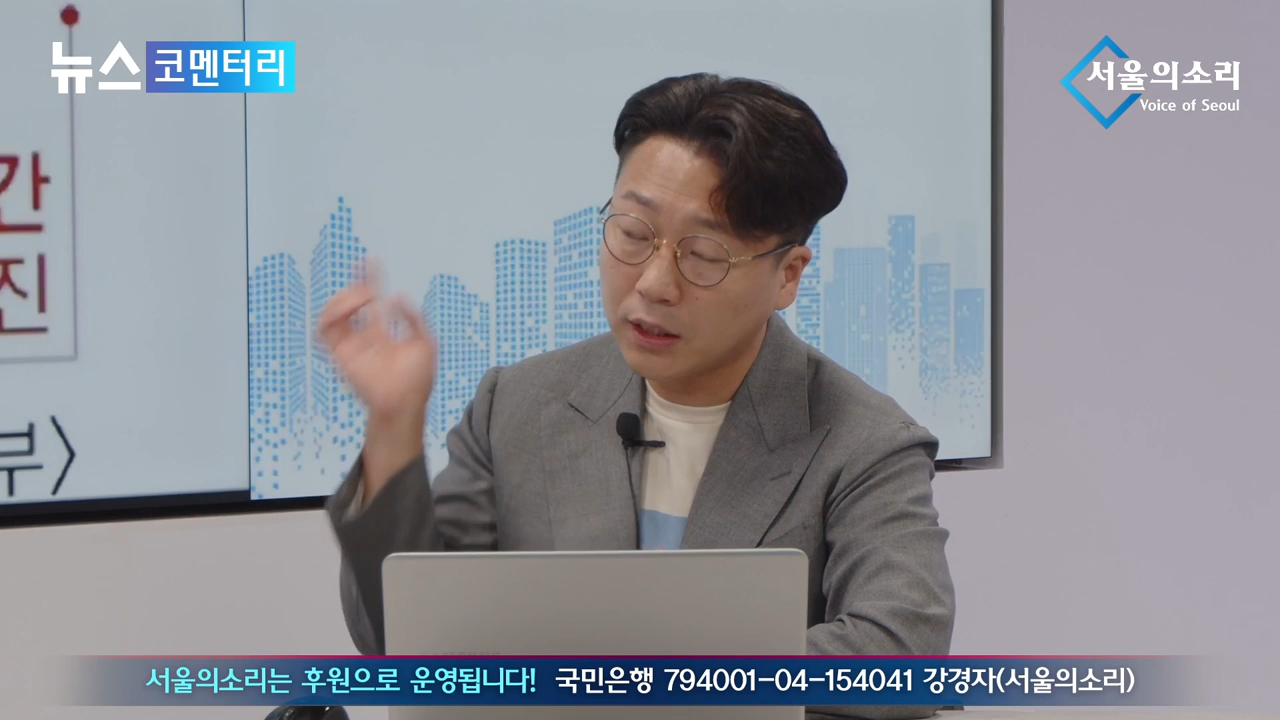 뉴스 코멘터리
서울의소리
Voice of Seoul
간
진
부〉
서울의소리는 후원으로 운영됩니다! 국민은행 794001-04-154041 강경자(서울의소리)